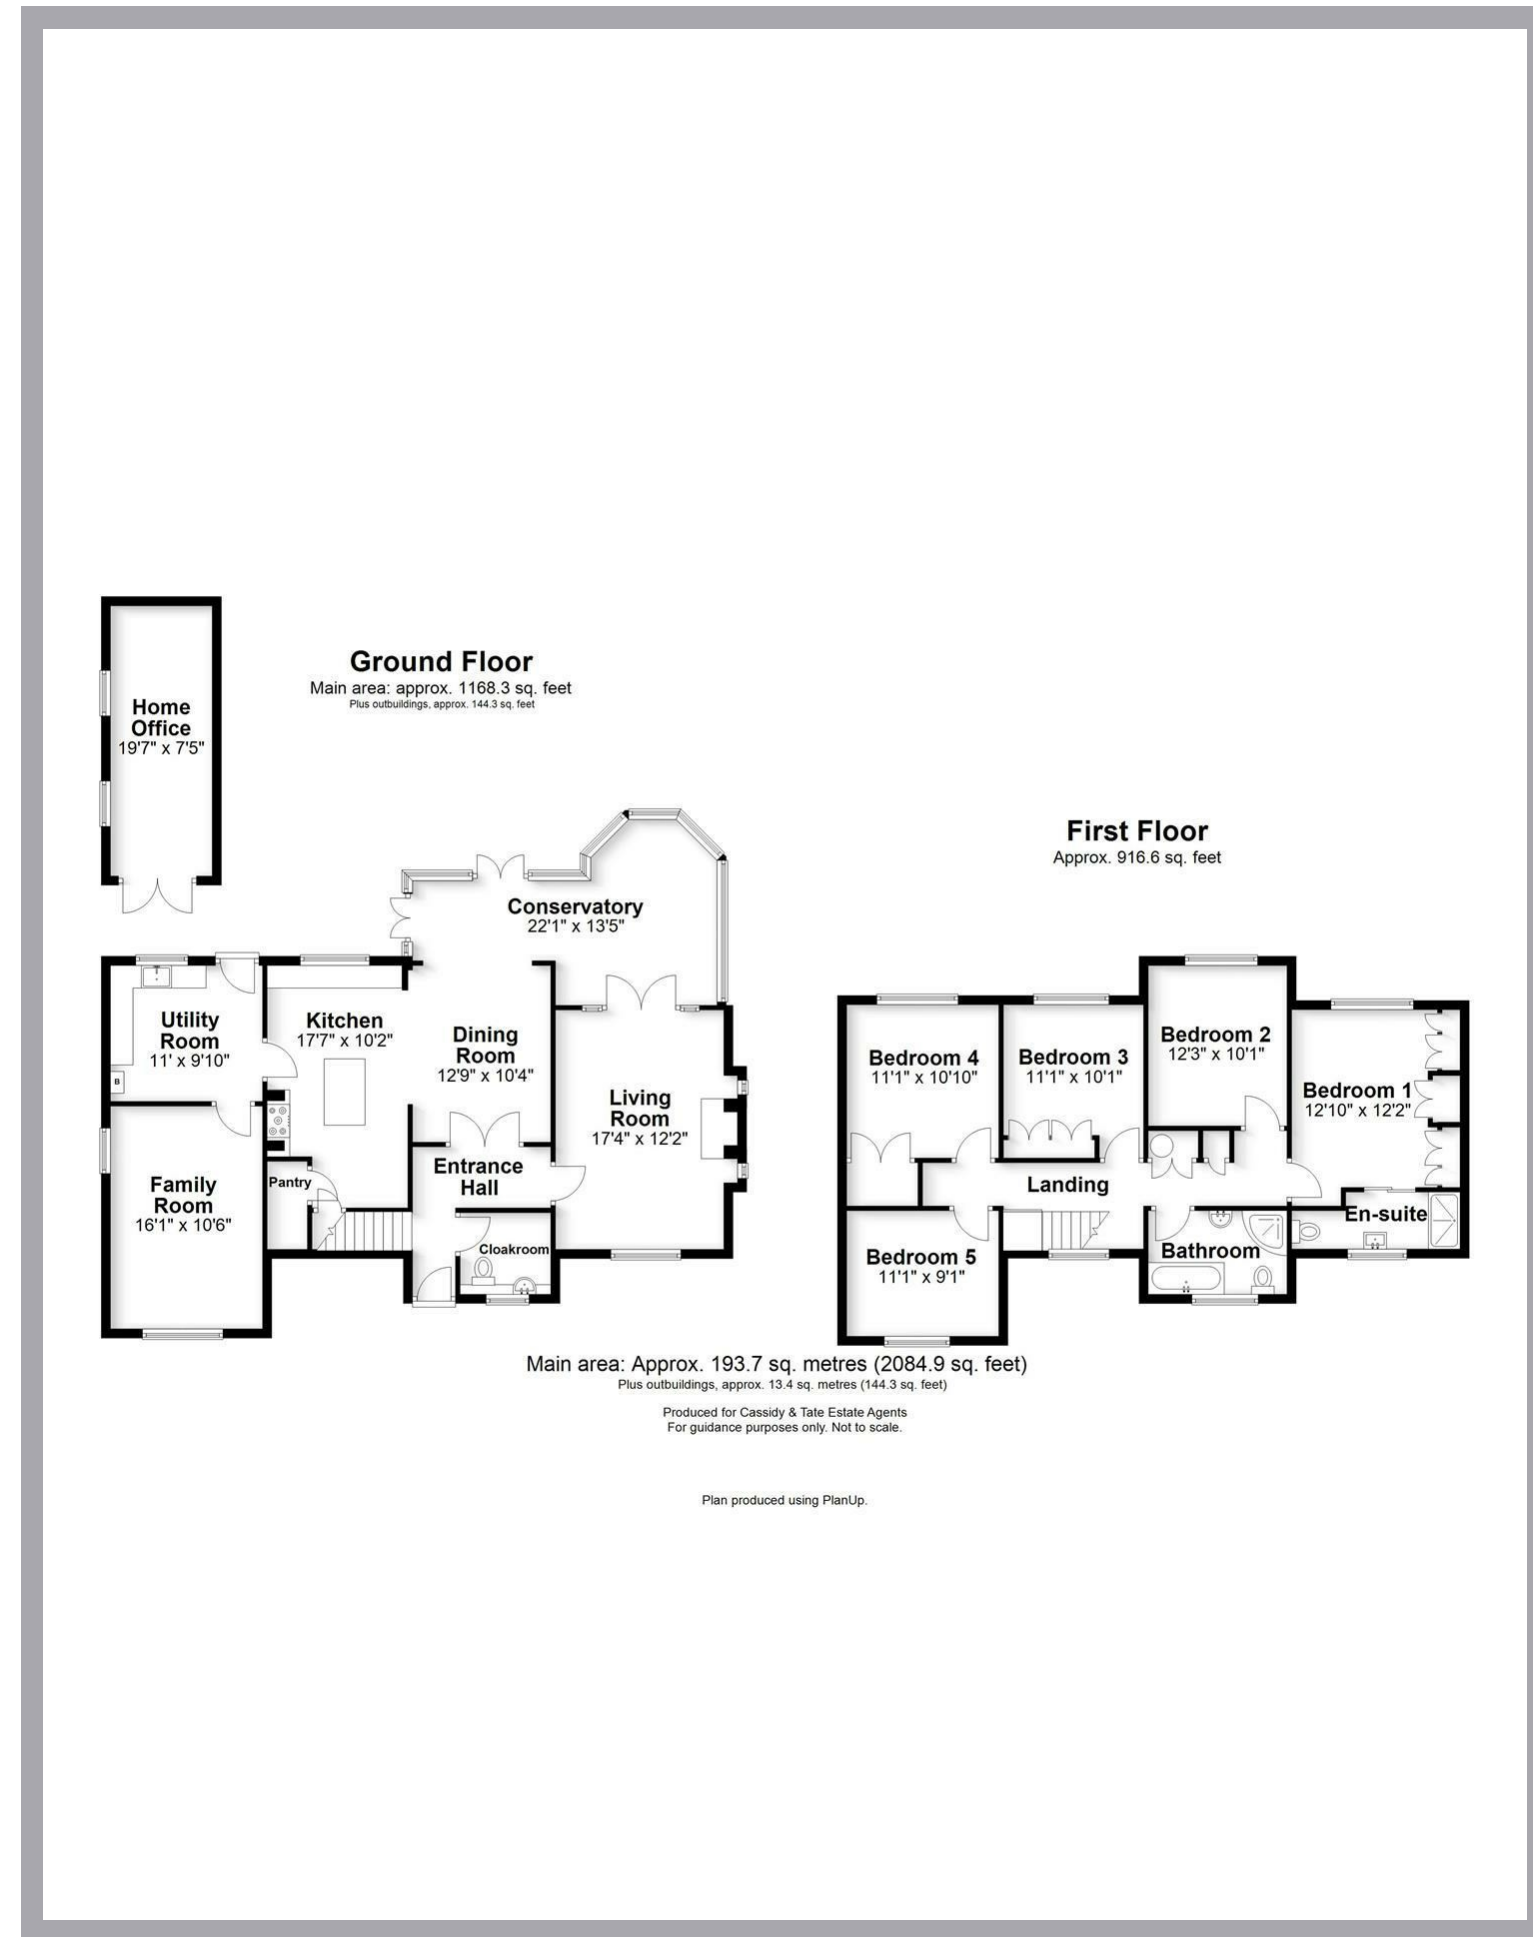 Ground Floor
Main area: approx. 1168.3 sq. feet
Plus outbuildings, approx. 144.3 sq. feet
Home
Office
19'7" x 7'5"
Conservatory
22'1" x 13'5"
Utility
Room
11' x 9'10"
B
Kitchen
17'7" x 10'2"
Dining
Room
12'9" x 10'4"
Living
Room
17'4" x 12'2"
Family
Room
16'1" x 10'6"
Pantry
Entrance
Hall
Cloakroom
First Floor
Approx. 916.6 sq. feet
Bedroom 4
11'1" x 10'10"
Bedroom 3
11'1" x 10'1"
Bedroom 2
12'3" x 10'1"
Bedroom 1
12'10" x 12'2"
Landing
En-suite
Bathroom
Bedroom 5
11'1" x 9'1"
Main area: Approx. 193.7 sq. metres (2084.9 sq. feet)
Plus outbuildings, approx. 13.4 sq. metres (144.3 sq. feet)
Produced for Cassidy & Tate Estate Agents
For guidance purposes only. Not to scale.
Plan produced using PlanUp.